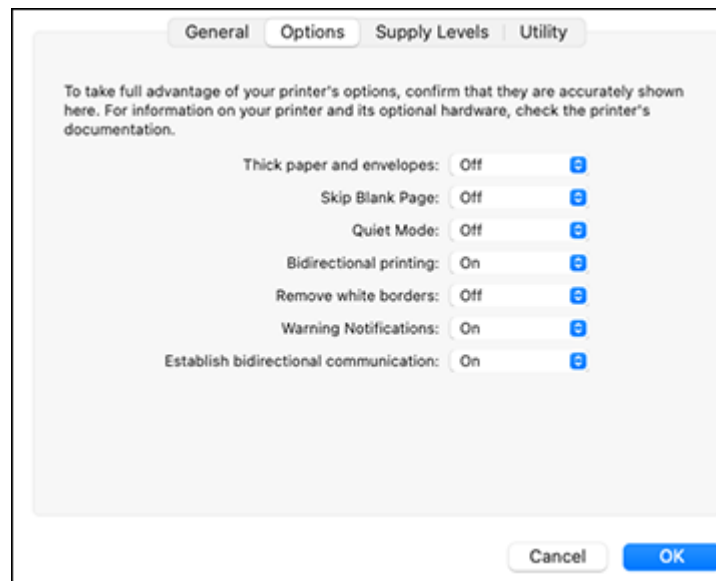 General Options Supply Levels Utility
To take full advantage of your printer's options, confirm that they are accurately shown
here. For information on your printer and its optional hardware, check the printer's
documentation.
Thick paper and envelopes: Off
Skip Blank Page: Off
Quiet Mode: Off
Bidirectional printing: On
Remove white borders: Off
Warning Notifications: On
Establish bidirectional communication: On
Cancel OK